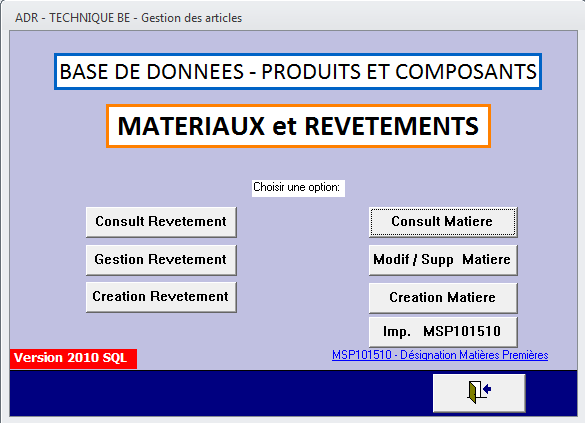 ADR - TECHNIQUE BE - Gestion des articles
BASE DE DONNEES - PRODUITS ET COMPOSANTS
MATERIAUX et REVETEMENTS
Choisir une option:
Consult Revetement
Consult Matiere
Gestion Revetement
Modif / Supp Matiere
Creation Revetement
Creation Matiere
Imp. MSP101510
Version 2010 SQL
MSP101510 - Désignation Matières Premières